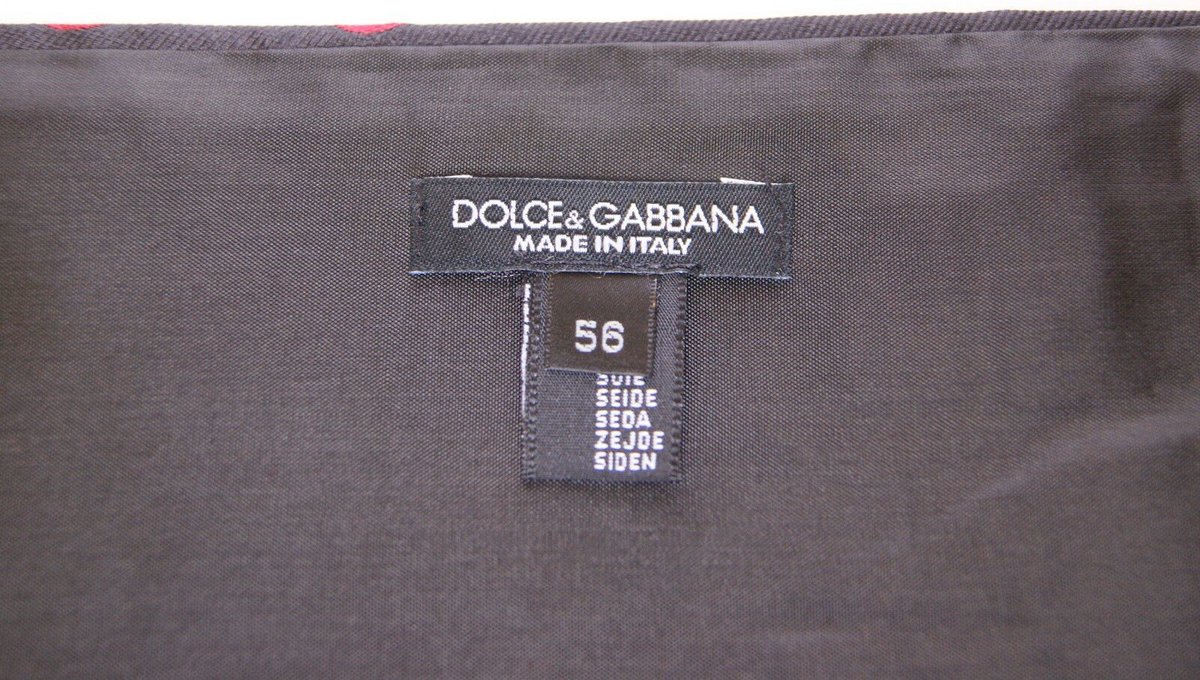 DOLCE & GABBANA
MADE IN ITALY
56
SEIDE
SEDA
ZEJDE
SIDEN